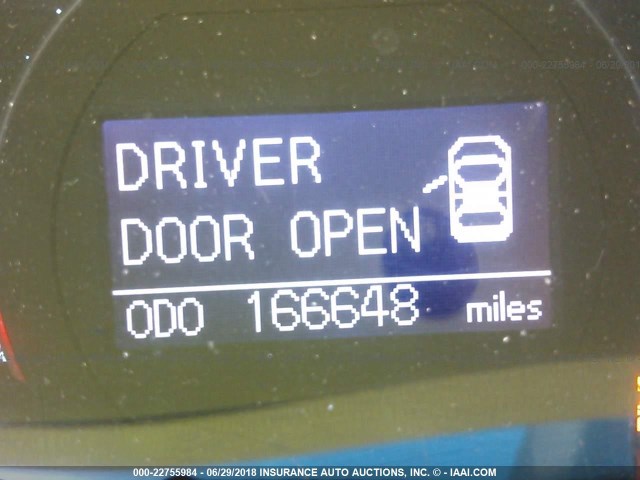 DRIVER
DOOR OPEN
ODO 166648 miles
000-22755984 - 06/29/2018 INSURANCE AUTO AUCTIONS, INC. © - IAAI.COM